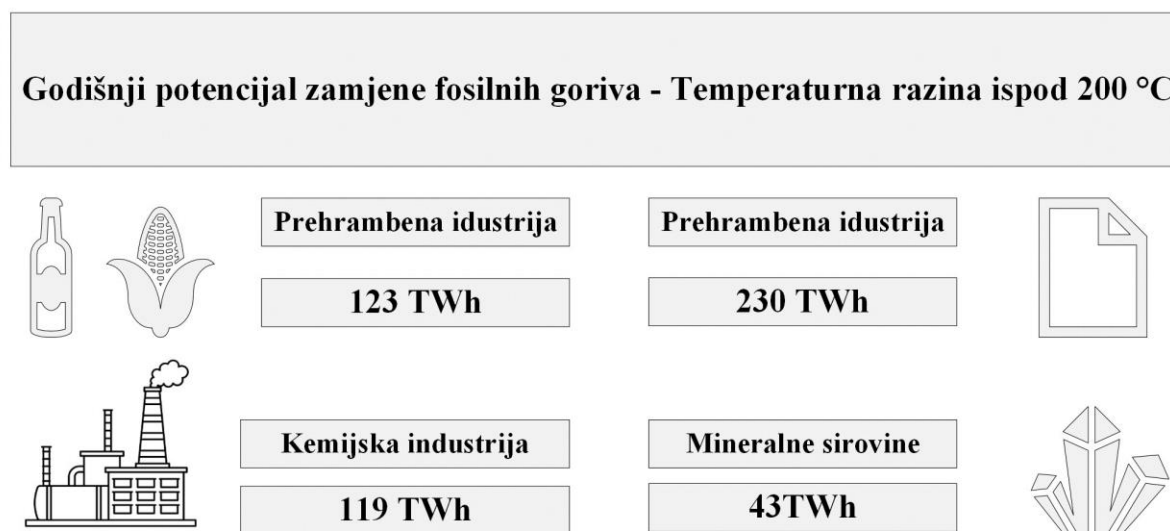 Godišnji potencijal zamjene fosilnih goriva - Temperaturna razina ispod 200 °C
Prehrambena idustrija
123 TWh
Prehrambena idustrija
230 TWh
Kemijska industrija
119 TWh
Mineralne sirovine
43TWh